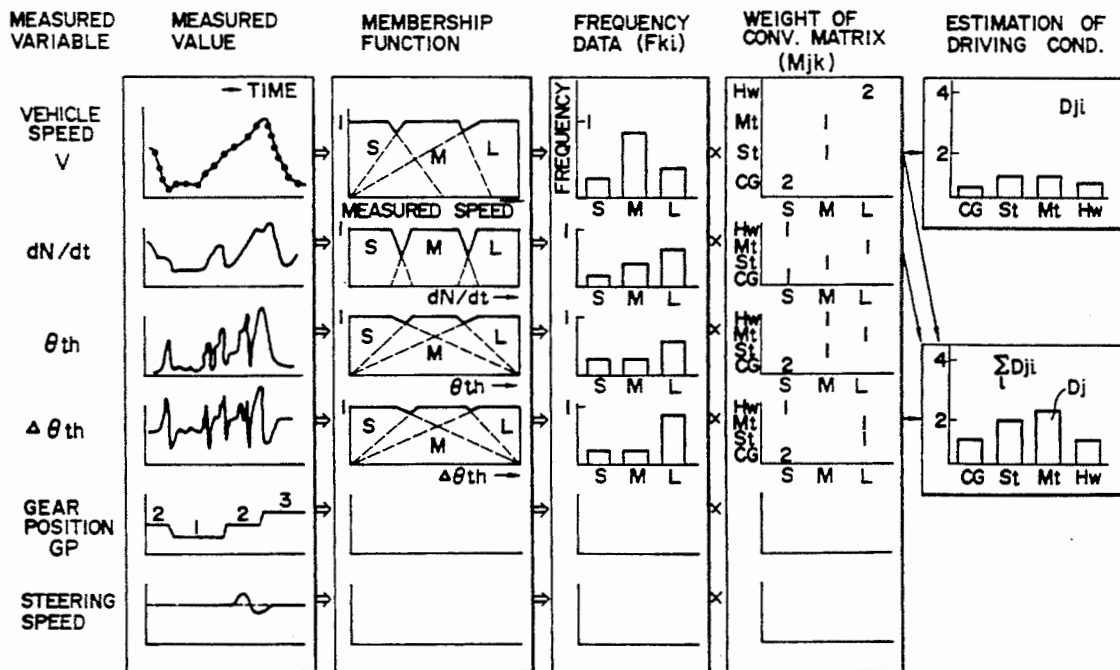 MEASURED VARIABLE
MEASURED VALUE
MEMBERSHIP FUNCTION
FREQUENCY DATA (Fki)
WEIGHT OF CONV. MATRIX (Mjk)
ESTIMATION OF DRIVING COND.
VEHICLE SPEED V
← TIME
1
S M L
MEASURED SPEED
FREQUENCY
1
S M L
Hw 2
Mt 1
St 1
CG 2
S M L
4
2
Dji
CG St Mt Hw
dN/dt
1
S M L
dN/dt →
1
S M L
Hw 1
Mt 1
St 1
CG 1
S M L
θth
1
S M L
θth →
1
S M L
Hw 1
Mt 1
St 1
CG 2
S M L
4
2
Σ Dji
i
Dj
CG St Mt Hw
Δθth
1
S M L
Δθth →
1
S M L
Hw 1
Mt 1
St 1
CG 2
S M L
GEAR POSITION GP
2 1 2 3
STEERING SPEED